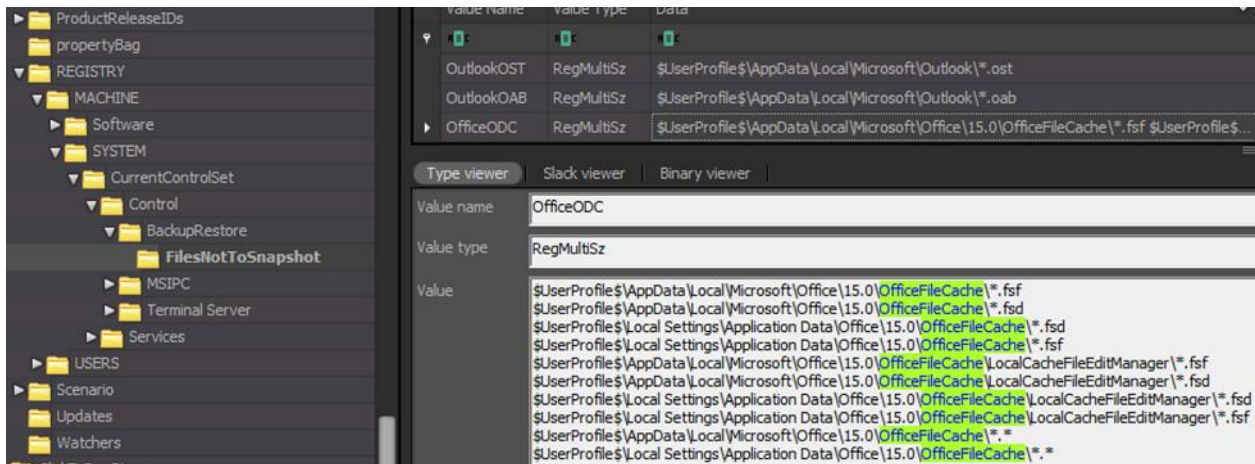 ProductReleaseIDs
propertyBag
REGISTRY
MACHINE
Software
SYSTEM
CurrentControlSet
Control
BackupRestore
FilesNotToSnapshot
MSIPC
Terminal Server
Services
USERS
Scenario
Updates
Watchers
Value Name Value Type Data
OutlookOST RegMultiSz $UserProfile$\AppData\Local\Microsoft\Outlook\*.ost
OutlookOAB RegMultiSz $UserProfile$\AppData\Local\Microsoft\Outlook\*.oab
OfficeODC RegMultiSz $UserProfile$\AppData\Local\Microsoft\Office\15.0\OfficeFileCache\*.fsf $UserProfile$...
Type viewer Slack viewer Binary viewer
Value name OfficeODC
Value type RegMultiSz
Value
$UserProfile$\AppData\Local\Microsoft\Office\15.0\OfficeFileCache\*.fsf
$UserProfile$\AppData\Local\Microsoft\Office\15.0\OfficeFileCache\*.fsd
$UserProfile$\Local Settings\Application Data\Office\15.0\OfficeFileCache\*.fsd
$UserProfile$\Local Settings\Application Data\Office\15.0\OfficeFileCache\*.fsf
$UserProfile$\AppData\Local\Microsoft\Office\15.0\OfficeFileCache\LocalCacheFileEditManager\*.fsf
$UserProfile$\AppData\Local\Microsoft\Office\15.0\OfficeFileCache\LocalCacheFileEditManager\*.fsd
$UserProfile$\Local Settings\Application Data\Office\15.0\OfficeFileCache\LocalCacheFileEditManager\*.fsd
$UserProfile$\Local Settings\Application Data\Office\15.0\OfficeFileCache\LocalCacheFileEditManager\*.fsf
$UserProfile$\AppData\Local\Microsoft\Office\15.0\OfficeFileCache\*.*
$UserProfile$\Local Settings\Application Data\Office\15.0\OfficeFileCache\*.*